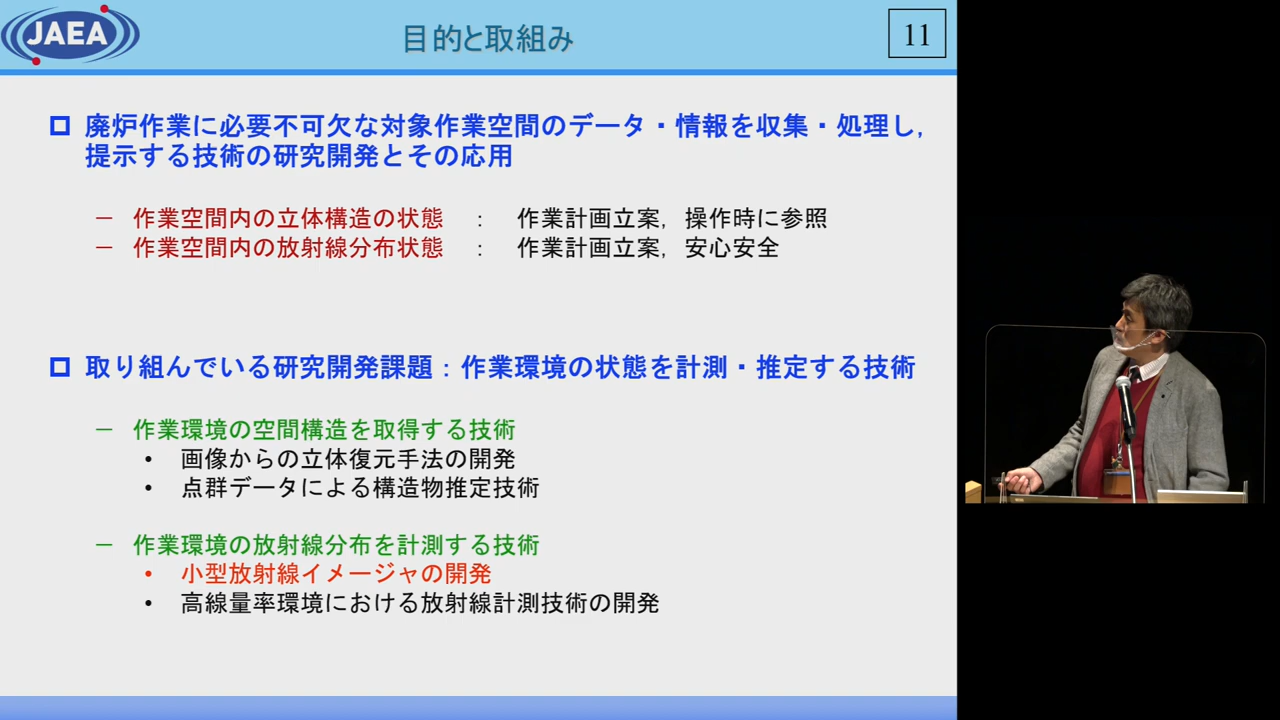 JAEA
目的と取組み
11
廃炉作業に必要不可欠な対象作業空間のデータ・情報を収集・処理し,
提示する技術の研究開発とその応用
－ 作業空間内の立体構造の状態 ： 作業計画立案, 操作時に参照
－ 作業空間内の放射線分布状態 ： 作業計画立案, 安心安全
取り組んでいる研究開発課題：作業環境の状態を計測・推定する技術
－ 作業環境の空間構造を取得する技術
• 画像からの立体復元手法の開発
• 点群データによる構造物推定技術
－ 作業環境の放射線分布を計測する技術
• 小型放射線イメージャの開発
• 高線量率環境における放射線計測技術の開発